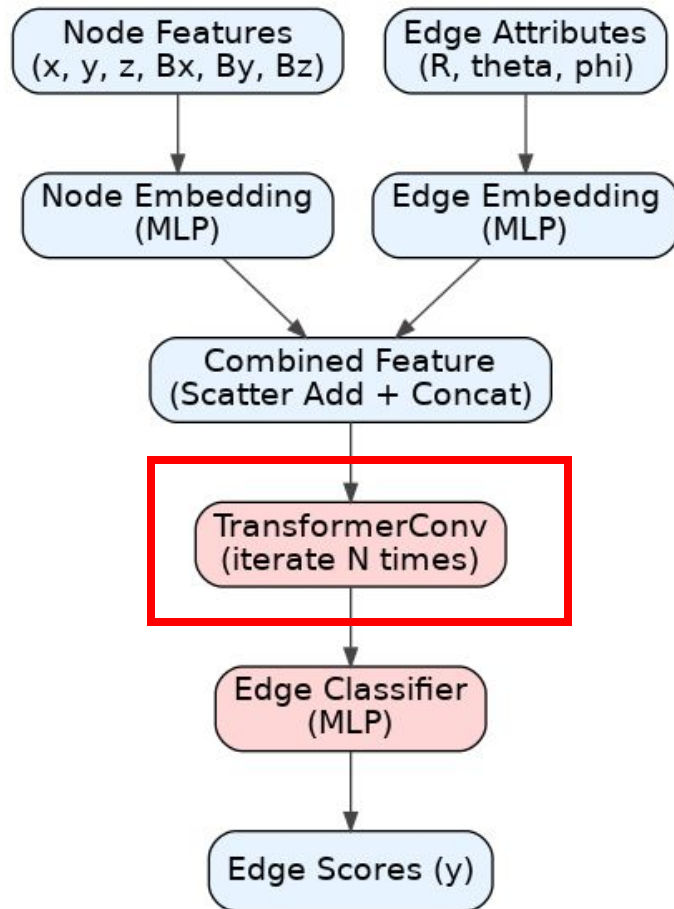 Node Features
(x, y, z, Bx, By, Bz)
Edge Attributes
(R, theta, phi)
Node Embedding
(MLP)
Edge Embedding
(MLP)
Combined Feature
(Scatter Add + Concat)
TransformerConv
(iterate N times)
Edge Classifier
(MLP)
Edge Scores (y)